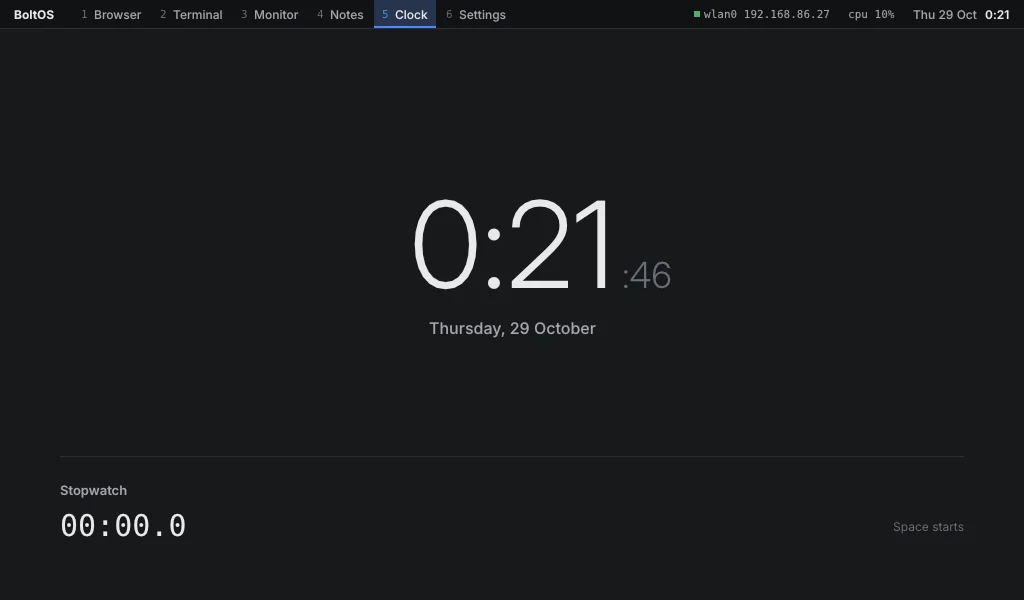 BoltOS 1 Browser 2 Terminal 3 Monitor 4 Notes 5 Clock 6 Settings wlan0 192.168.86.27 cpu 10% Thu 29 Oct 0:21
0:21 :46
Thursday, 29 October
Stopwatch
00:00.0 Space starts